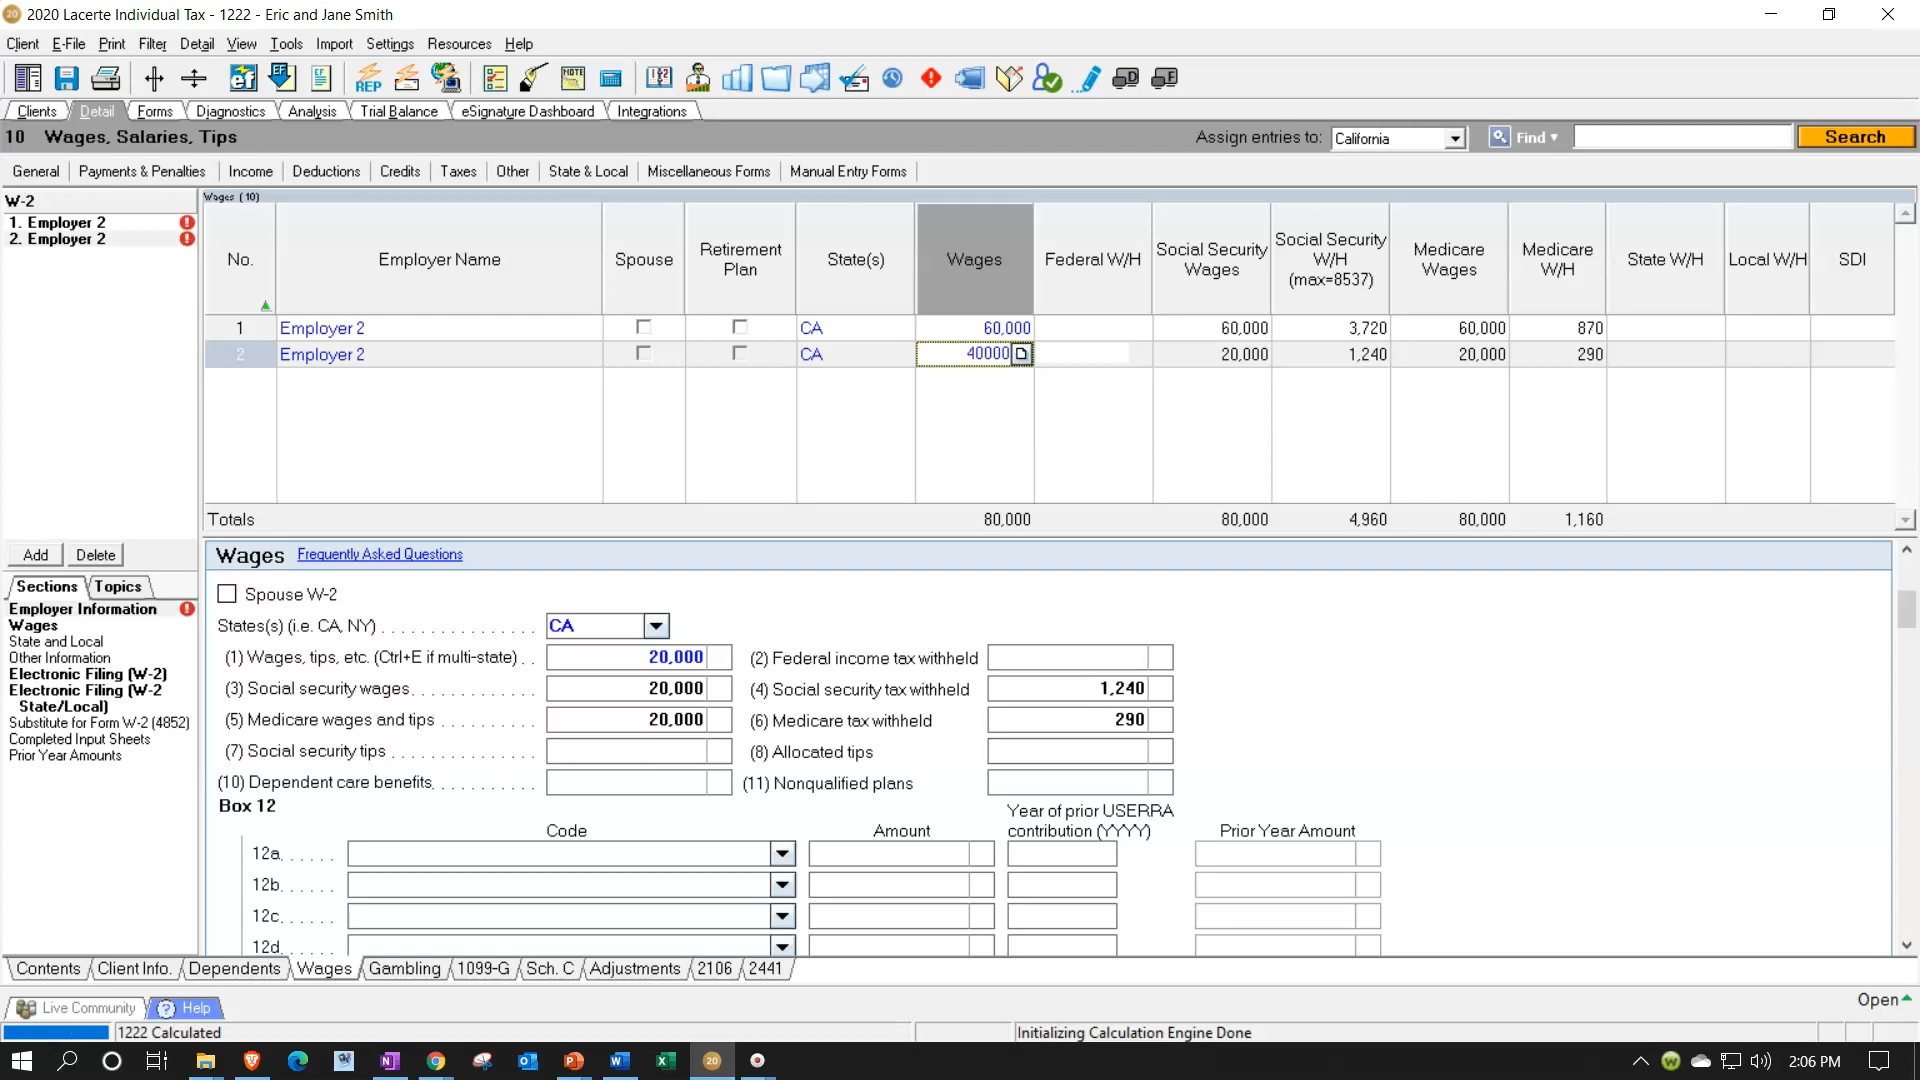 2020 Lacerte Individual Tax - 1222 - Eric and Jane Smith
Client E-File Print Filter Detail View Tools Import Settings Resources Help
REP NOTE
Clients Detail Forms Diagnostics Analysis Trial Balance eSignature Dashboard Integrations
10 Wages, Salaries, Tips Assign entries to: California Find Search
General Payments & Penalties Income Deductions Credits Taxes Other State & Local Miscellaneous Forms Manual Entry Forms
W-2
1. Employer 2
2. Employer 2
Wages (10)
No. Employer Name Spouse Retirement Plan State(s) Wages Federal W/H Social Security Wages Social Security W/H (max=8537) Medicare Wages Medicare W/H State W/H Local W/H SDI
1 Employer 2 CA 60,000 60,000 3,720 60,000 870
2 Employer 2 CA 40000 20,000 1,240 20,000 290
Totals 80,000 80,000 4,960 80,000 1,160
Add Delete
Sections Topics
Employer Information
Wages
State and Local
Other Information
Electronic Filing (W-2)
Electronic Filing (W-2
State/Local)
Substitute for Form W-2 (4852)
Completed Input Sheets
Prior Year Amounts
Wages Frequently Asked Questions
Spouse W-2
States(s) (i.e. CA, NY) CA
(1) Wages, tips, etc. (Ctrl+E if multi-state) 20,000 (2) Federal income tax withheld
(3) Social security wages 20,000 (4) Social security tax withheld 1,240
(5) Medicare wages and tips 20,000 (6) Medicare tax withheld 290
(7) Social security tips (8) Allocated tips
(10) Dependent care benefits (11) Nonqualified plans
Box 12
Code Amount Year of prior USERRA contribution (YYYY) Prior Year Amount
12a
12b
12c
12d
Contents Client Info. Dependents Wages Gambling 1099-G Sch. C Adjustments 2106 2441
Live Community Help Open
1222 Calculated Initializing Calculation Engine Done
20 2:06 PM